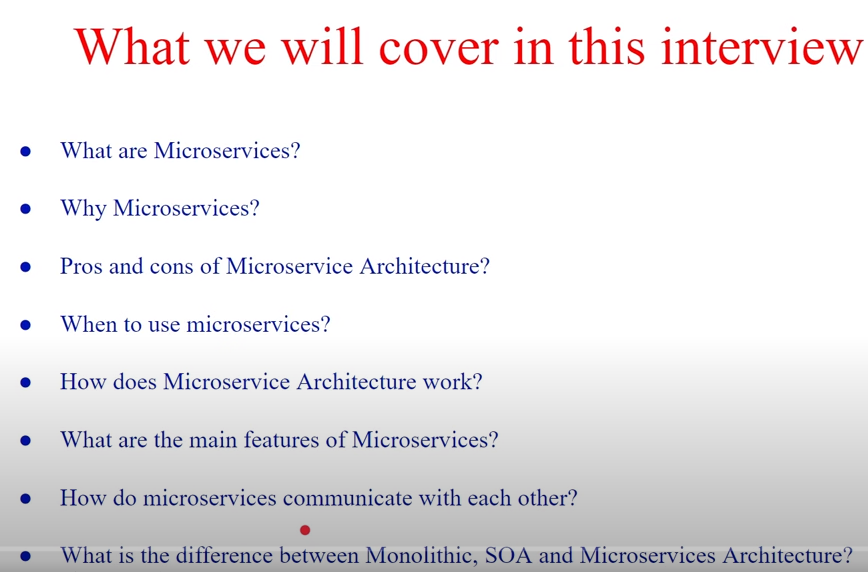 What we will cover in this interview
● What are Microservices?
● Why Microservices?
● Pros and cons of Microservice Architecture?
● When to use microservices?
● How does Microservice Architecture work?
● What are the main features of Microservices?
● How do microservices communicate with each other?
● What is the difference between Monolithic, SOA and Microservices Architecture?